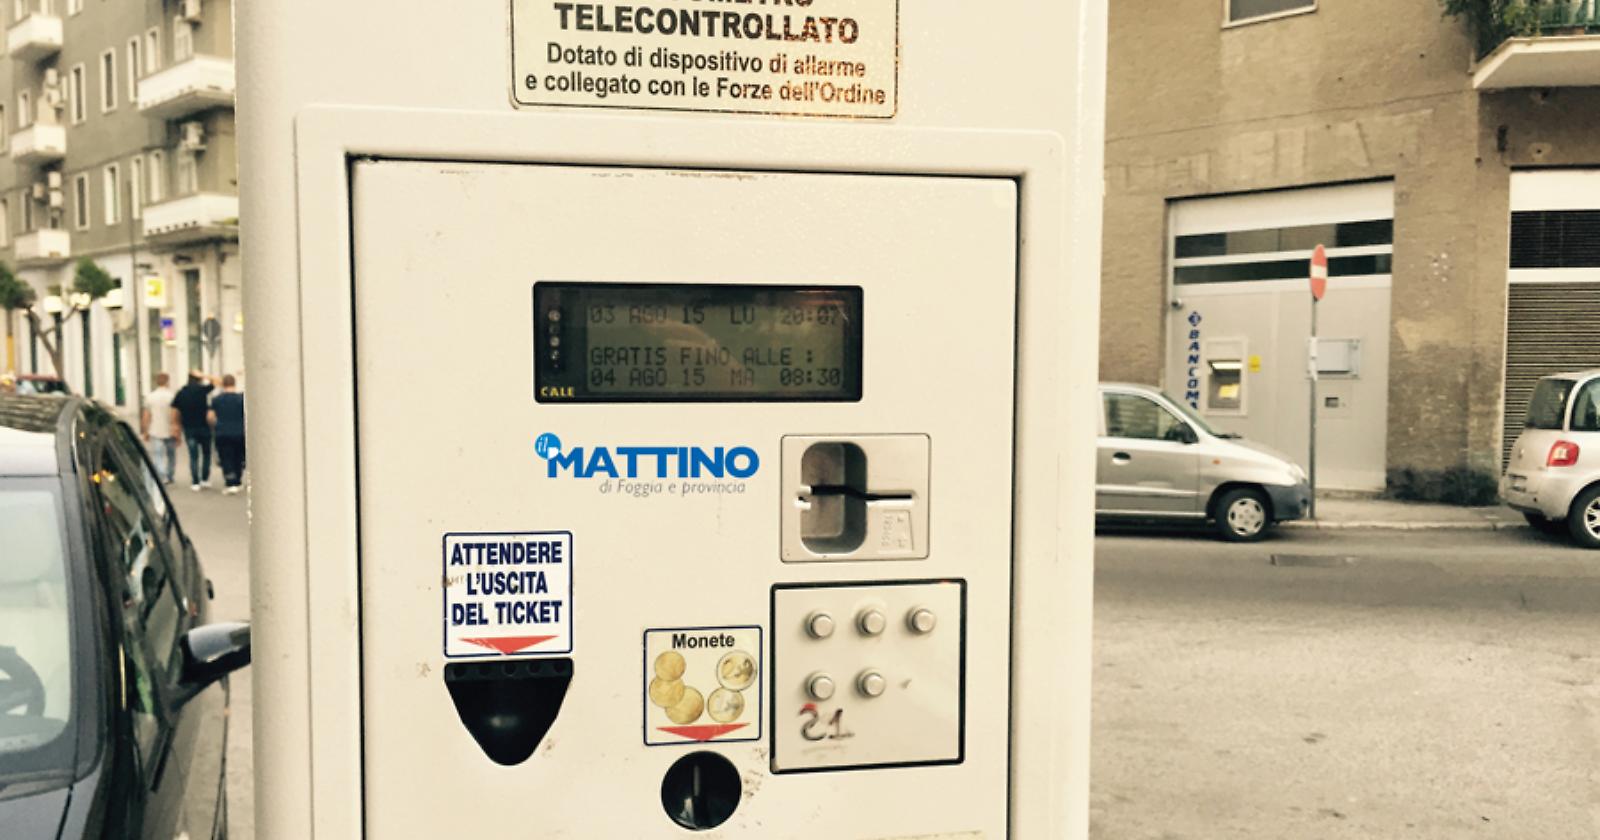 TELECONTROLLATO
Dotato di dispositivo di allarme
e collegato con le Forze dell'Ordine
03 AGO 15 LU 20:07
GRATIS FINO ALLE :
04 AGO 15 MA 08:30
CALE
il MATTINO
di Foggia e provincia
ATTENDERE
L'USCITA
DEL TICKET
Monete
S1
BANCOMA